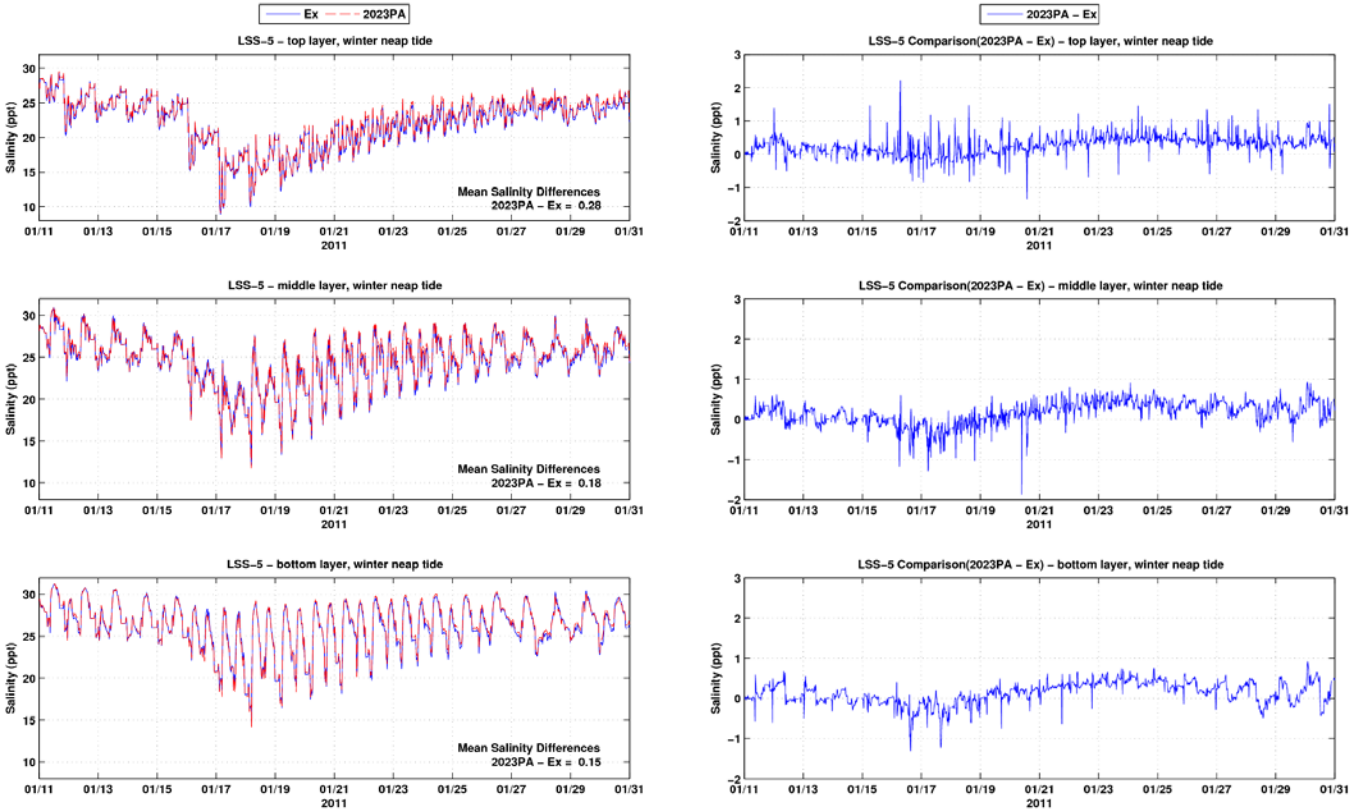 Ex 2023PA
LSS-5 - top layer, winter neap tide
Salinity (ppt)
30
25
20
15
10
Mean Salinity Differences
2023PA - Ex = 0.28
01/11 01/13 01/15 01/17 01/19 01/21 01/23 01/25 01/27 01/29 01/31
2011
2023PA - Ex
LSS-5 Comparison(2023PA - Ex) - top layer, winter neap tide
Salinity (ppt)
3
2
1
0
-1
-2
01/11 01/13 01/15 01/17 01/19 01/21 01/23 01/25 01/27 01/29 01/31
2011
LSS-5 - middle layer, winter neap tide
Salinity (ppt)
30
25
20
15
10
Mean Salinity Differences
2023PA - Ex = 0.18
01/11 01/13 01/15 01/17 01/19 01/21 01/23 01/25 01/27 01/29 01/31
2011
LSS-5 Comparison(2023PA - Ex) - middle layer, winter neap tide
Salinity (ppt)
3
2
1
0
-1
-2
01/11 01/13 01/15 01/17 01/19 01/21 01/23 01/25 01/27 01/29 01/31
2011
LSS-5 - bottom layer, winter neap tide
Salinity (ppt)
30
25
20
15
10
Mean Salinity Differences
2023PA - Ex = 0.15
01/11 01/13 01/15 01/17 01/19 01/21 01/23 01/25 01/27 01/29 01/31
2011
LSS-5 Comparison(2023PA - Ex) - bottom layer, winter neap tide
Salinity (ppt)
3
2
1
0
-1
-2
01/11 01/13 01/15 01/17 01/19 01/21 01/23 01/25 01/27 01/29 01/31
2011